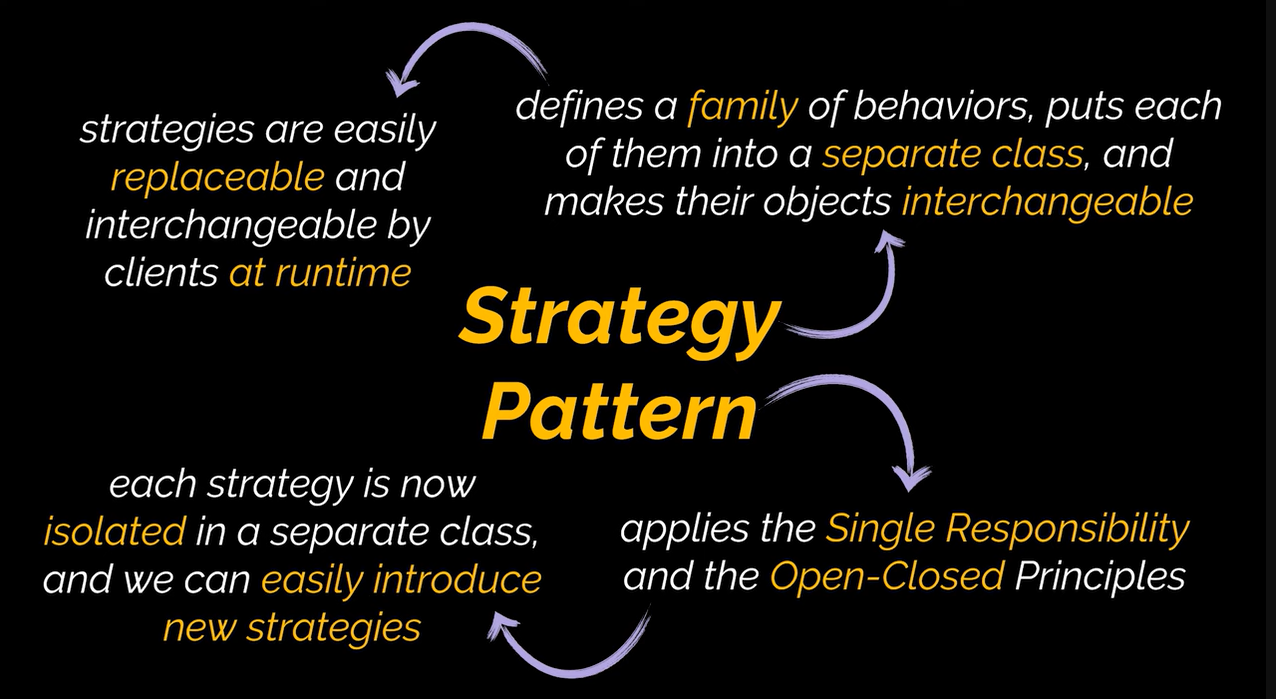 strategies are easily
replaceable and
interchangeable by
clients at runtime
defines a family of behaviors, puts each
of them into a separate class, and
makes their objects interchangeable
Strategy
Pattern
each strategy is now
isolated in a separate class,
and we can easily introduce
new strategies
applies the Single Responsibility
and the Open-Closed Principles